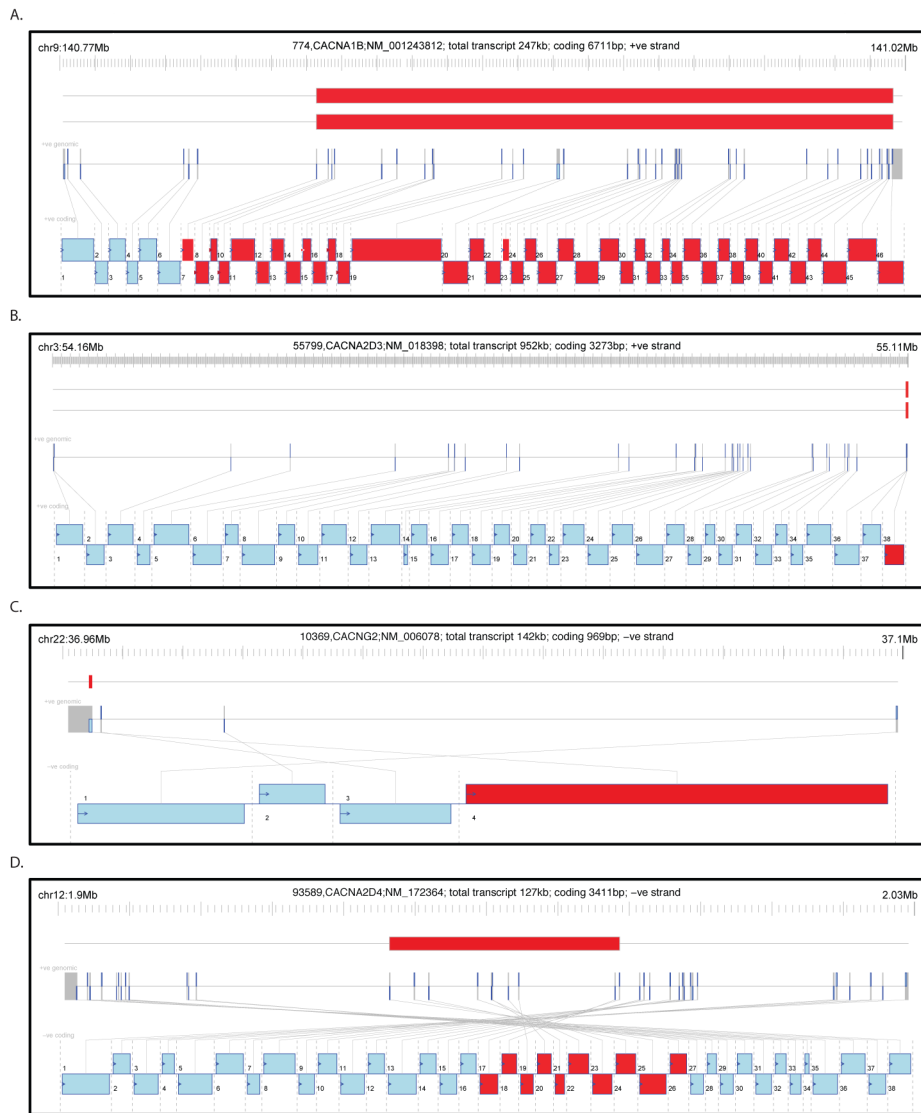 A.
chr9:140.77Mb 774,CACNA1B;NM_001243812; total transcript 247kb; coding 6711bp; +ve strand 141.02Mb
+ve genomic
+ve coding
2 4 6 8 10 12 14 16 18 20 22 24 26 28 30 32 34 36 38 40 42 44 46
1 3 5 7 9 11 13 15 17 19 21 23 25 27 29 31 33 35 37 39 41 43 45
B.
chr3:54.16Mb 55799,CACNA2D3;NM_018398; total transcript 952kb; coding 3273bp; +ve strand 55.11Mb
+ve genomic
+ve coding
2 4 6 8 10 12 14 16 18 20 22 24 26 28 30 32 34 36 38
1 3 5 7 9 11 13 15 17 19 21 23 25 27 29 31 33 35 37
C.
chr22:36.96Mb 10369,CACNG2;NM_006078; total transcript 142kb; coding 969bp; −ve strand 37.1Mb
+ve genomic
−ve coding
1 3
2 4
D.
chr12:1.9Mb 93589,CACNA2D4;NM_172364; total transcript 127kb; coding 3411bp; −ve strand 2.03Mb
+ve genomic
−ve coding
1 3 5 7 9 11 13 15 17 19 21 23 25 27 29 31 33 35 37
2 4 6 8 10 12 14 16 18 20 22 24 26 28 30 32 34 36 38